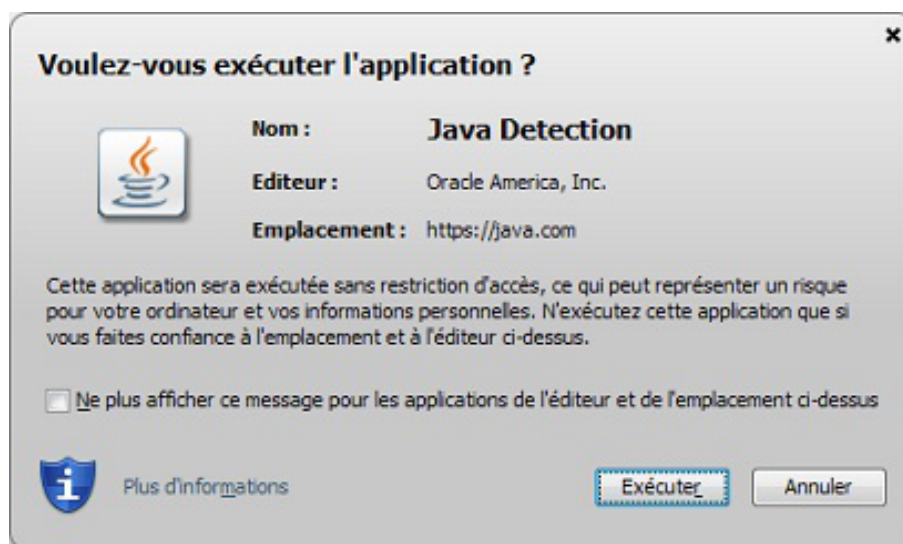 Voulez-vous exécuter l'application ?
Nom : Java Detection
Editeur : Oracle America, Inc.
Emplacement : https://java.com
Cette application sera exécutée sans restriction d'accès, ce qui peut représenter un risque
pour votre ordinateur et vos informations personnelles. N'exécutez cette application que si
vous faites confiance à l'emplacement et à l'éditeur ci-dessus.
Ne plus afficher ce message pour les applications de l'éditeur et de l'emplacement ci-dessus
Plus d'informations
Exécuter
Annuler